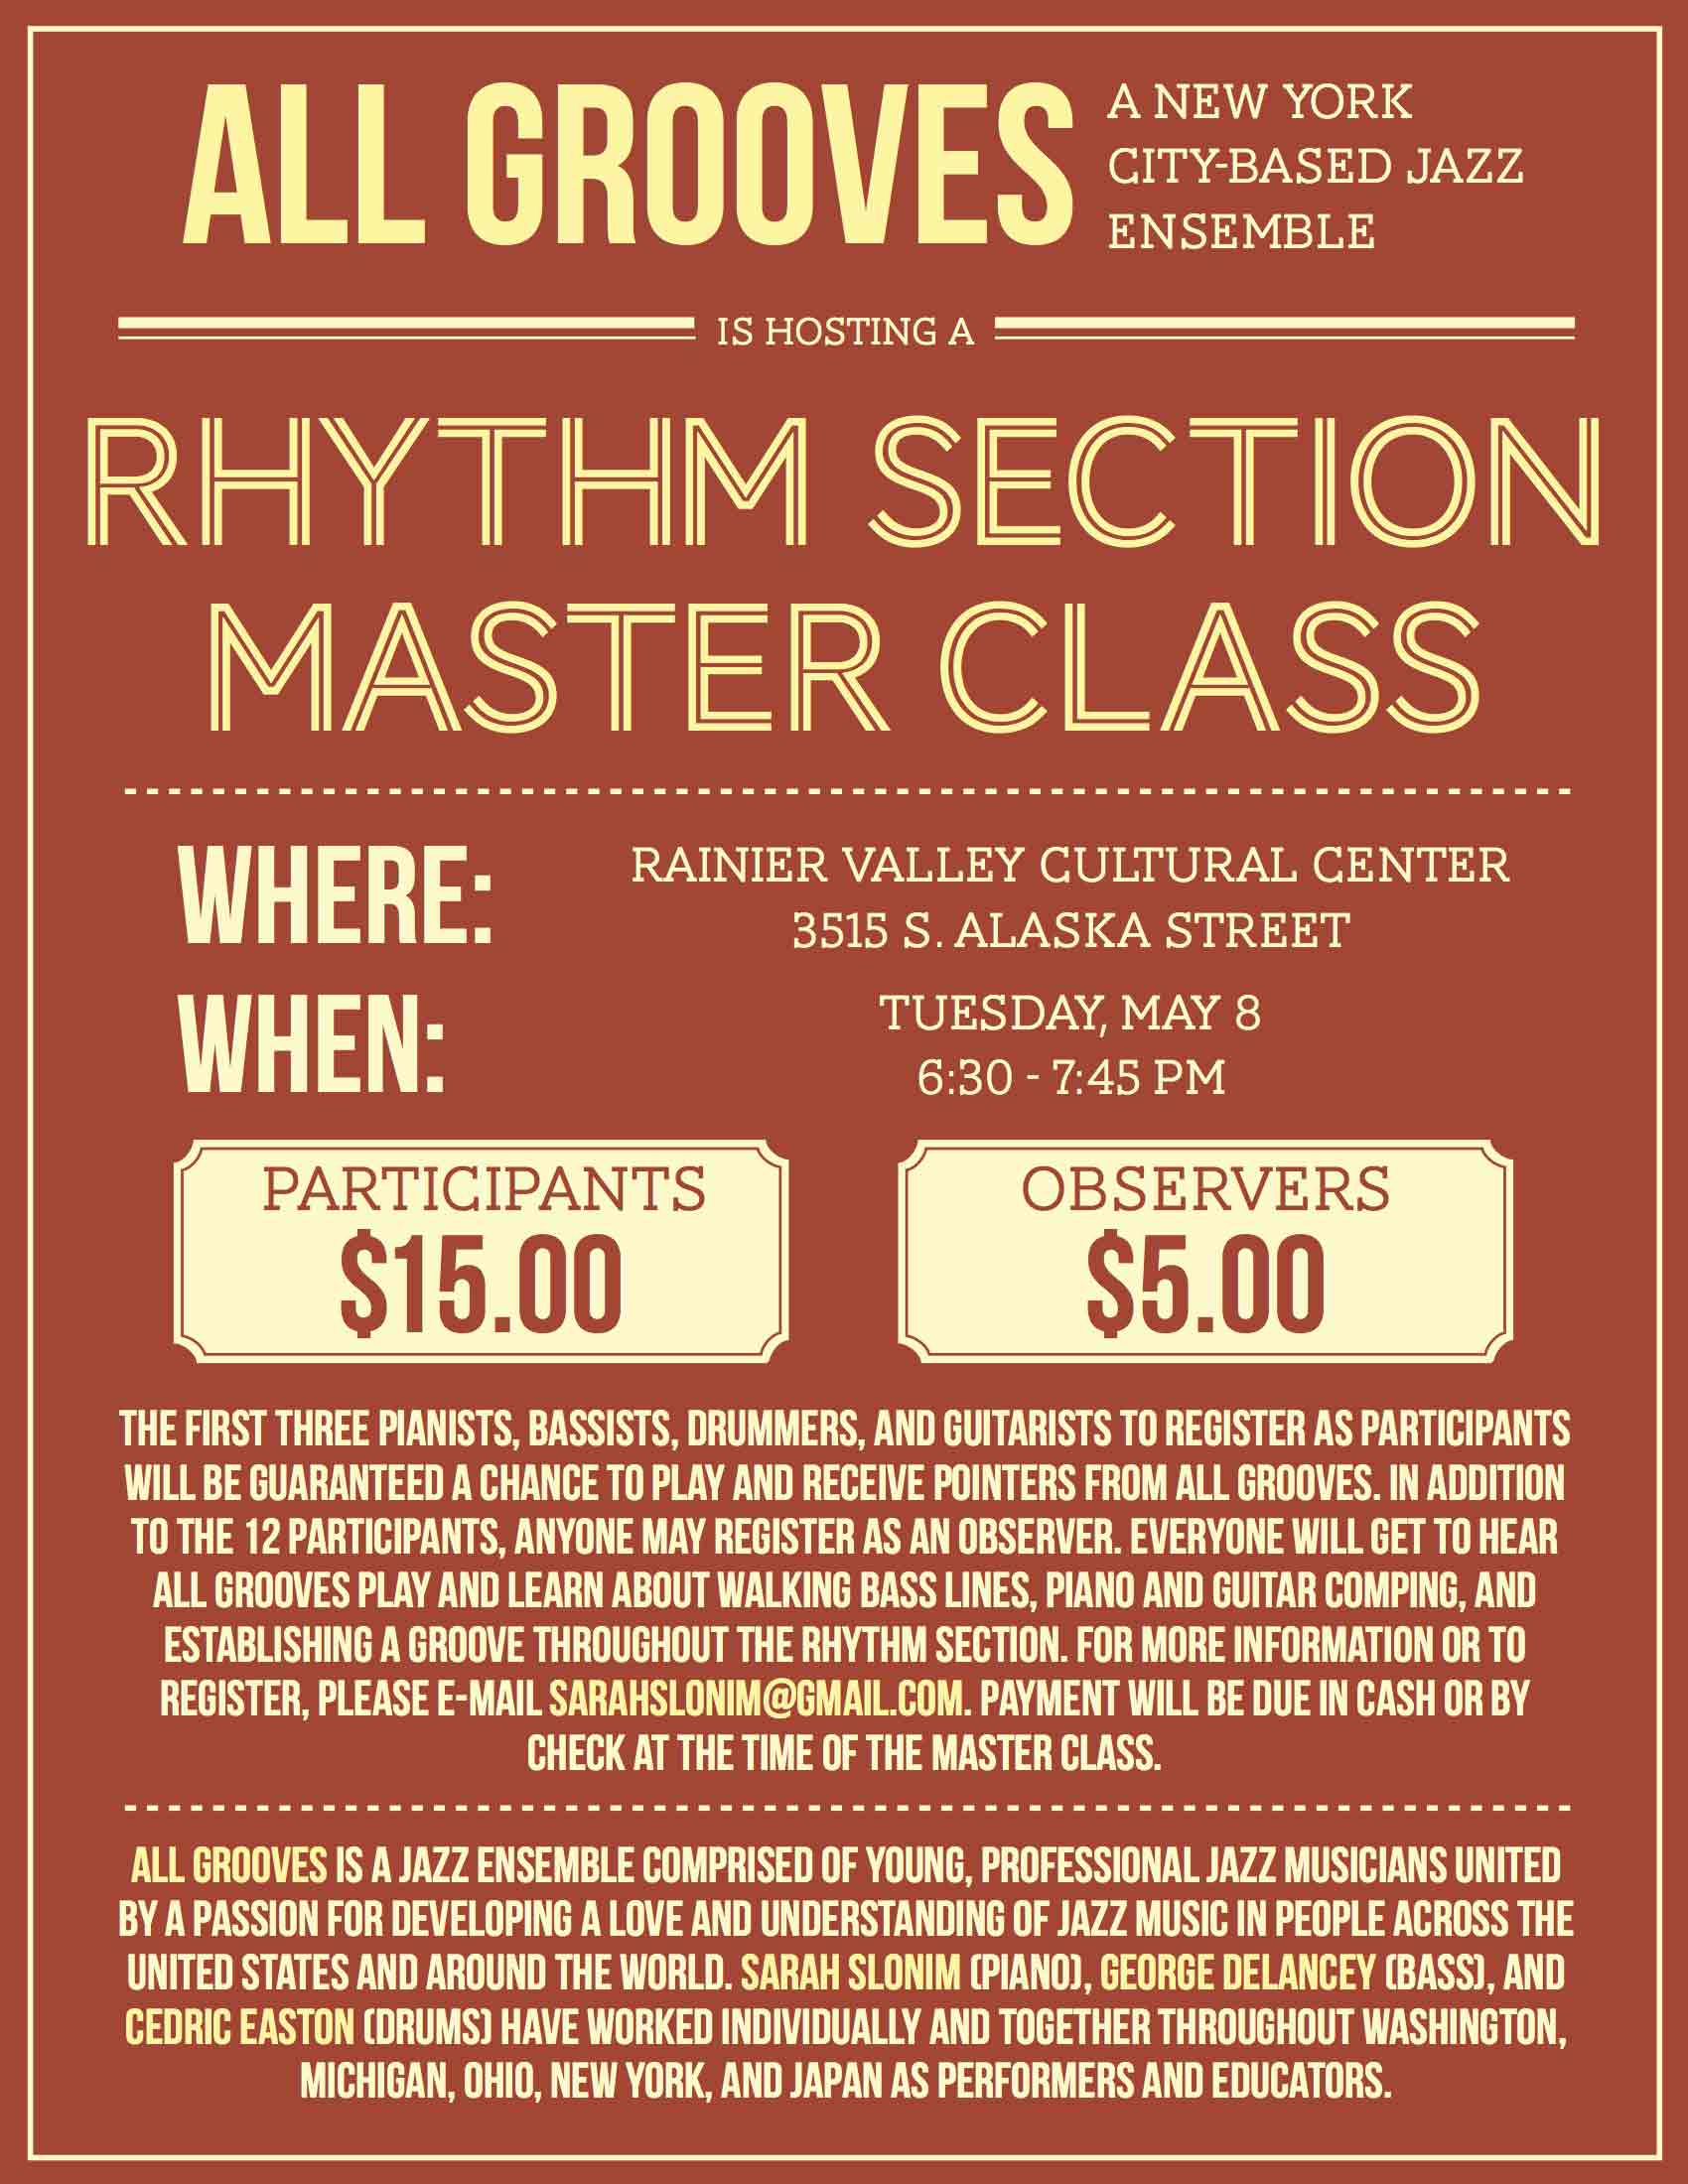 ALL GROOVES
A NEW YORK
CITY-BASED JAZZ
ENSEMBLE
IS HOSTING A
RHYTHM SECTION
MASTER CLASS
WHERE:
RAINIER VALLEY CULTURAL CENTER
3515 S. ALASKA STREET
WHEN:
TUESDAY, MAY 8
6:30 - 7:45 PM
PARTICIPANTS
$15.00
OBSERVERS
$5.00
THE FIRST THREE PIANISTS, BASSISTS, DRUMMERS, AND GUITARISTS TO REGISTER AS PARTICIPANTS
WILL BE GUARANTEED A CHANCE TO PLAY AND RECEIVE POINTERS FROM ALL GROOVES. IN ADDITION
TO THE 12 PARTICIPANTS, ANYONE MAY REGISTER AS AN OBSERVER. EVERYONE WILL GET TO HEAR
ALL GROOVES PLAY AND LEARN ABOUT WALKING BASS LINES, PIANO AND GUITAR COMPING, AND
ESTABLISHING A GROOVE THROUGHOUT THE RHYTHM SECTION. FOR MORE INFORMATION OR TO
REGISTER, PLEASE E-MAIL SARAHSLONIM@GMAIL.COM. PAYMENT WILL BE DUE IN CASH OR BY
CHECK AT THE TIME OF THE MASTER CLASS.
ALL GROOVES IS A JAZZ ENSEMBLE COMPRISED OF YOUNG, PROFESSIONAL JAZZ MUSICIANS UNITED
BY A PASSION FOR DEVELOPING A LOVE AND UNDERSTANDING OF JAZZ MUSIC IN PEOPLE ACROSS THE
UNITED STATES AND AROUND THE WORLD. SARAH SLONIM (PIANO), GEORGE DELANCEY (BASS), AND
CEDRIC EASTON (DRUMS) HAVE WORKED INDIVIDUALLY AND TOGETHER THROUGHOUT WASHINGTON,
MICHIGAN, OHIO, NEW YORK, AND JAPAN AS PERFORMERS AND EDUCATORS.